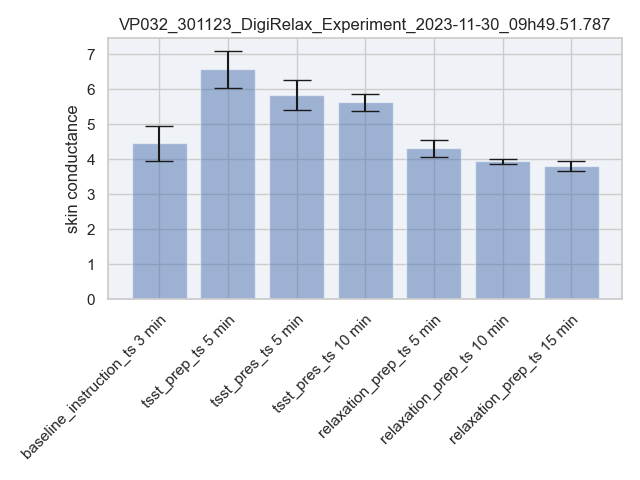 VP032_301123_DigiRelax_Experiment_2023-11-30_09h49.51.787
skin conductance
7
6
5
4
3
2
1
0
baseline_instruction_ts 3 min
tsst_prep_ts 5 min
tsst_pres_ts 5 min
tsst_pres_ts 10 min
relaxation_prep_ts 5 min
relaxation_prep_ts 10 min
relaxation_prep_ts 15 min